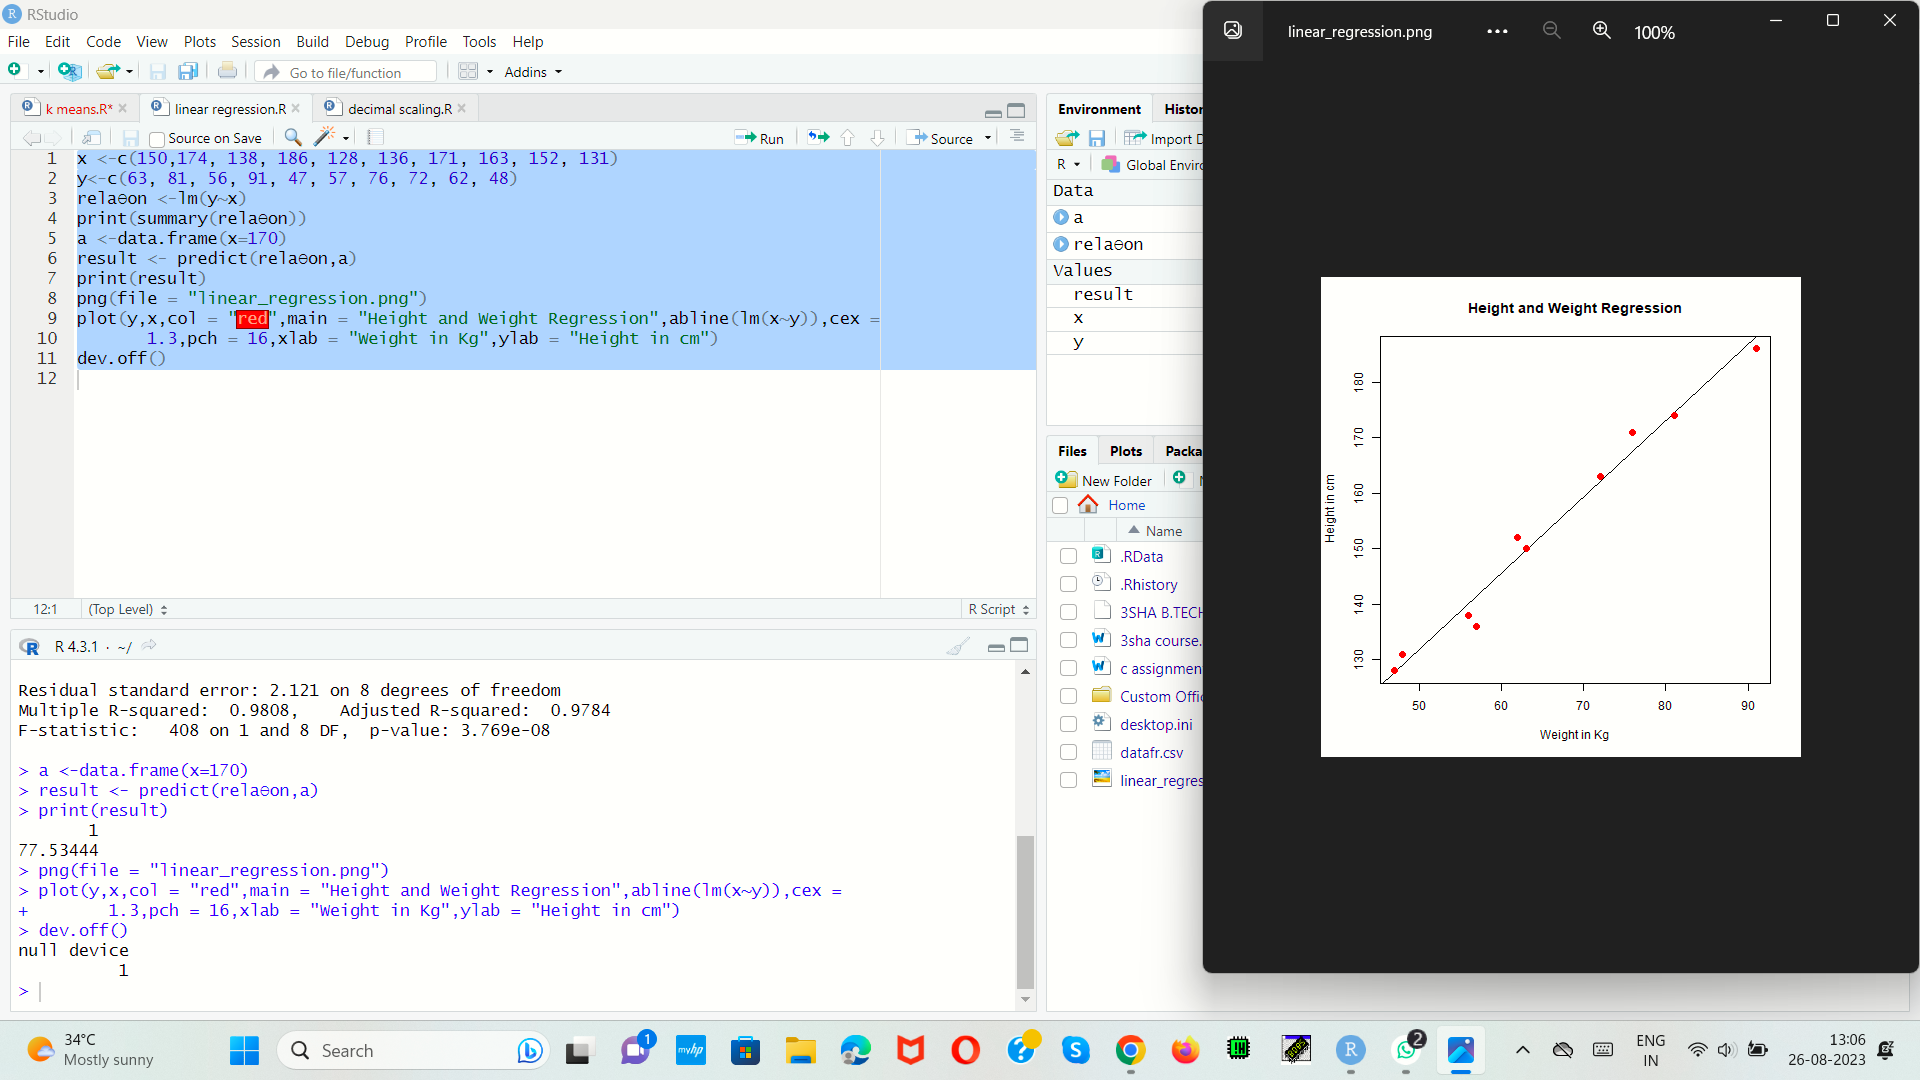 RStudio
File Edit Code View Plots Session Build Debug Profile Tools Help
Go to file/function
Addins
k means.R*
linear regression.R
decimal scaling.R
Source on Save
Run
Source
1 x <-c(150,174, 138, 186, 128, 136, 171, 163, 152, 131)
2 y<-c(63, 81, 56, 91, 47, 57, 76, 72, 62, 48)
3 relaƟon <-lm(y~x)
4 print(summary(relaƟon))
5 a <-data.frame(x=170)
6 result <- predict(relaƟon,a)
7 print(result)
8 png(file = "linear_regression.png")
9 plot(y,x,col = "red",main = "Height and Weight Regression",abline(lm(x~y)),cex =
10 1.3,pch = 16,xlab = "Weight in Kg",ylab = "Height in cm")
11 dev.off()
12
12:1 (Top Level) R Script
R 4.3.1 · ~/
Residual standard error: 2.121 on 8 degrees of freedom
Multiple R-squared: 0.9808, Adjusted R-squared: 0.9784
F-statistic: 408 on 1 and 8 DF, p-value: 3.769e-08
> a <-data.frame(x=170)
> result <- predict(relaƟon,a)
> print(result)
1
77.53444
> png(file = "linear_regression.png")
> plot(y,x,col = "red",main = "Height and Weight Regression",abline(lm(x~y)),cex =
+ 1.3,pch = 16,xlab = "Weight in Kg",ylab = "Height in cm")
> dev.off()
null device
1
>
Environment Histor
Import D
R Global Enviro
Data
a
relaƟon
Values
result
x
y
Files Plots Packa
New Folder
Home
Name
.RData
.Rhistory
3SHA B.TECH
3sha course.
c assignmen
Custom Offic
desktop.ini
datafr.csv
linear_regres
linear_regression.png
100%
Height and Weight Regression
Height in cm
180
170
160
150
140
130
50 60 70 80 90
Weight in Kg
34°C
Mostly sunny
Search
1
myhp
2
ENG
IN
13:06
26-08-2023